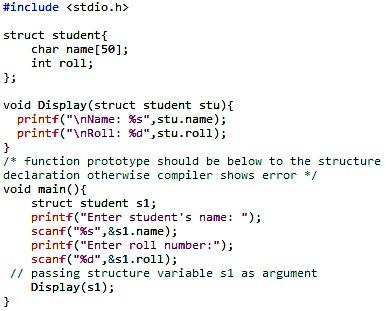 #include <stdio.h>
struct student{
char name[50];
int roll;
};
void Display(struct student stu){
printf("\nName: %s",stu.name);
printf("\nRoll: %d",stu.roll);
}
/* function prototype should be below to the structure
declaration otherwise compiler shows error */
void main(){
struct student s1;
printf("Enter student's name: ");
scanf("%s",&s1.name);
printf("Enter roll number:");
scanf("%d",&s1.roll);
// passing structure variable s1 as argument
Display(s1);
}